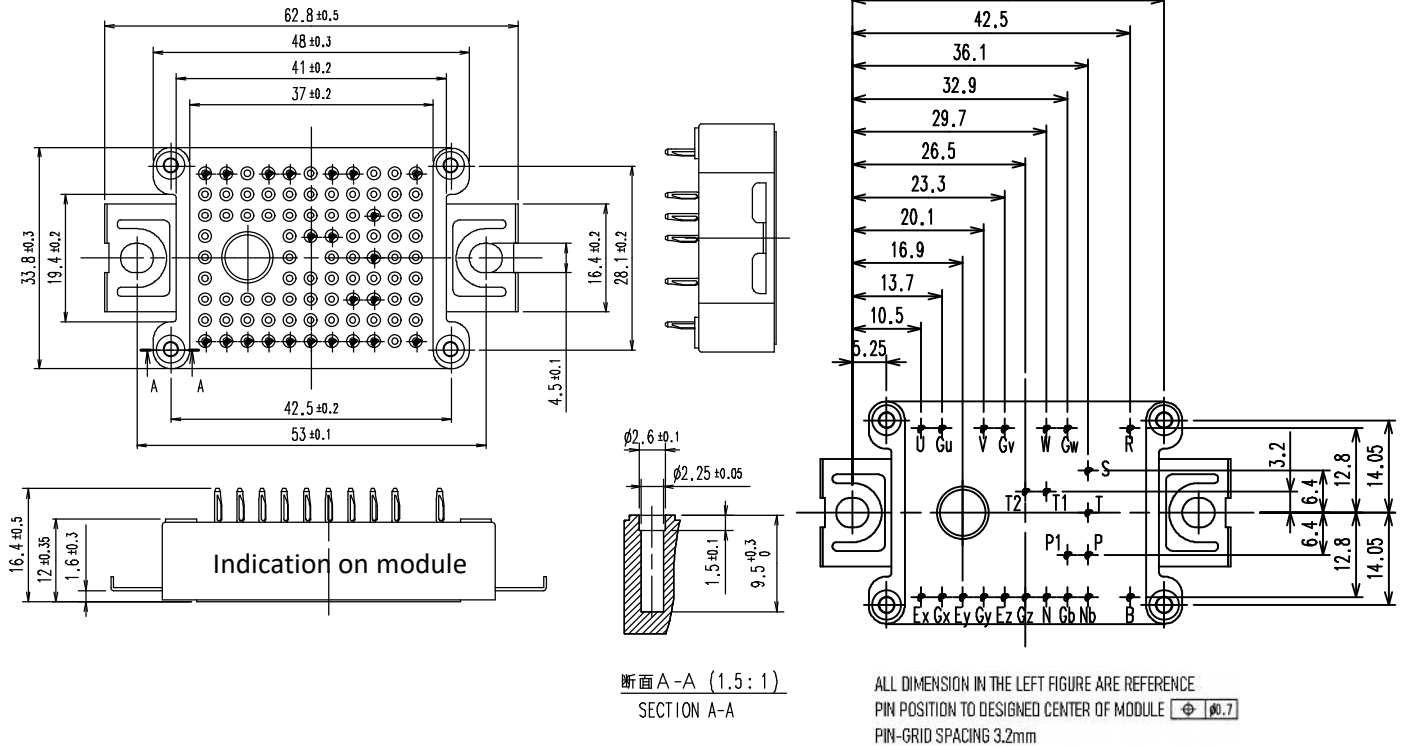 62.8 ±0.5
48 ±0.3
41 ±0.2
37 ±0.2
33.8 ±0.3
19.4 ±0.2
16.4 ±0.2
28.1 ±0.2
4.5 ±0.1
A A
42.5 ±0.2
53 ±0.1
42.5
36.1
32.9
29.7
26.5
23.3
20.1
16.9
13.7
10.5
5.25
U Gu V Gv W Gw R
S
T2 T1 T
P1 P
Ex Gx Ey Gy Ez Gz N Gb Nb B
3.2
6.4
12.8
14.05
6.4
12.8
14.05
16.4 ±0.5
12 ±0.35
1.6 ±0.3
Indication on module
ø2.6 ±0.1
ø2.25 ±0.05
1.5 ±0.1
9.5 +0.3 0
断面 A-A (1.5:1)
SECTION A-A
ALL DIMENSION IN THE LEFT FIGURE ARE REFERENCE
PIN POSITION TO DESIGNED CENTER OF MODULE ⌖ ø0.7
PIN-GRID SPACING 3.2mm